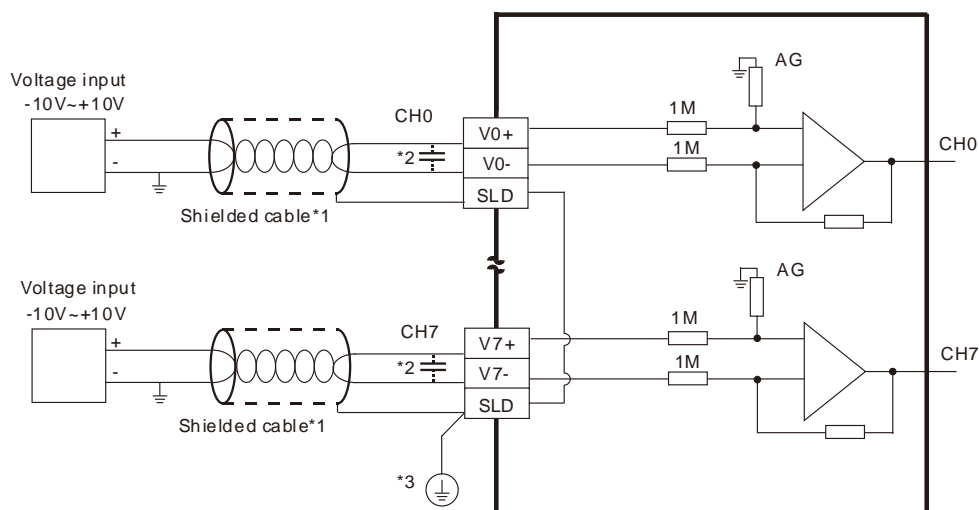 Voltage input
-10V~+10V
+
-
Shielded cable*1
CH0
*2
V0+
V0-
SLD
1M
1M
AG
CH0
Voltage input
-10V~+10V
+
-
Shielded cable*1
CH7
*2
V7+
V7-
SLD
*3
1M
1M
AG
CH7